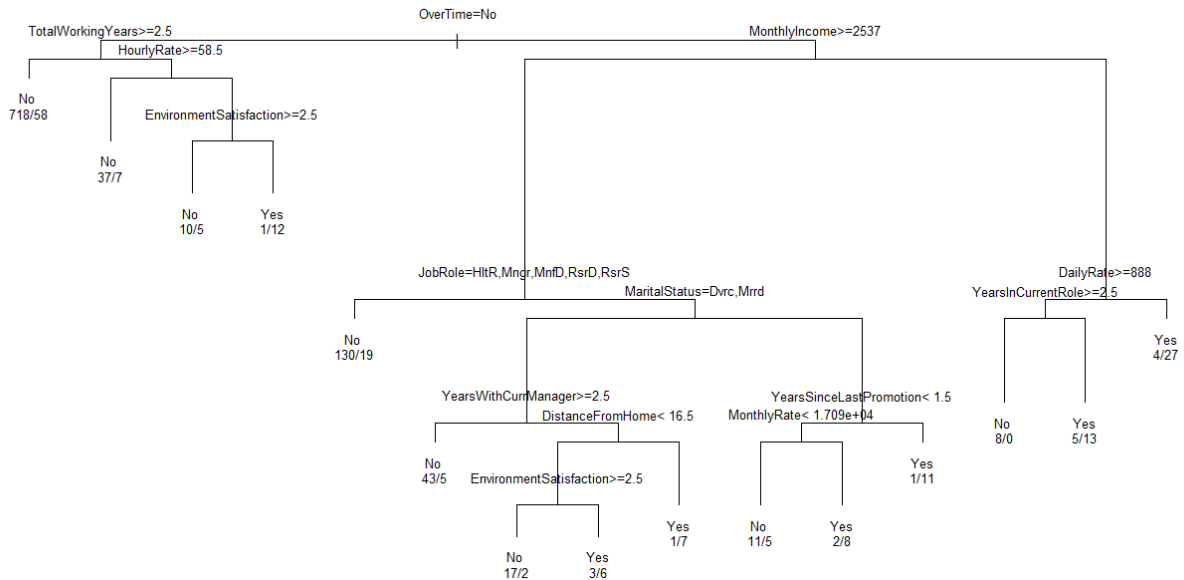 OverTime=No
TotalWorkingYears>=2.5
MonthlyIncome>=2537
HourlyRate>=58.5
No
718/58
EnvironmentSatisfaction>=2.5
No
37/7
No
10/5
Yes
1/12
JobRole=HltR,Mngr,MnfD,RsrD,RsrS
DailyRate>=888
MaritalStatus=Dvrc,Mrrd
YearsInCurrentRole>=2.5
No
130/19
Yes
4/27
YearsWithCurrManager>=2.5
YearsSinceLastPromotion< 1.5
DistanceFromHome< 16.5
MonthlyRate< 1.709e+04
No
8/0
Yes
5/13
No
43/5
EnvironmentSatisfaction>=2.5
Yes
1/11
Yes
1/7
No
11/5
Yes
2/8
No
17/2
Yes
3/6